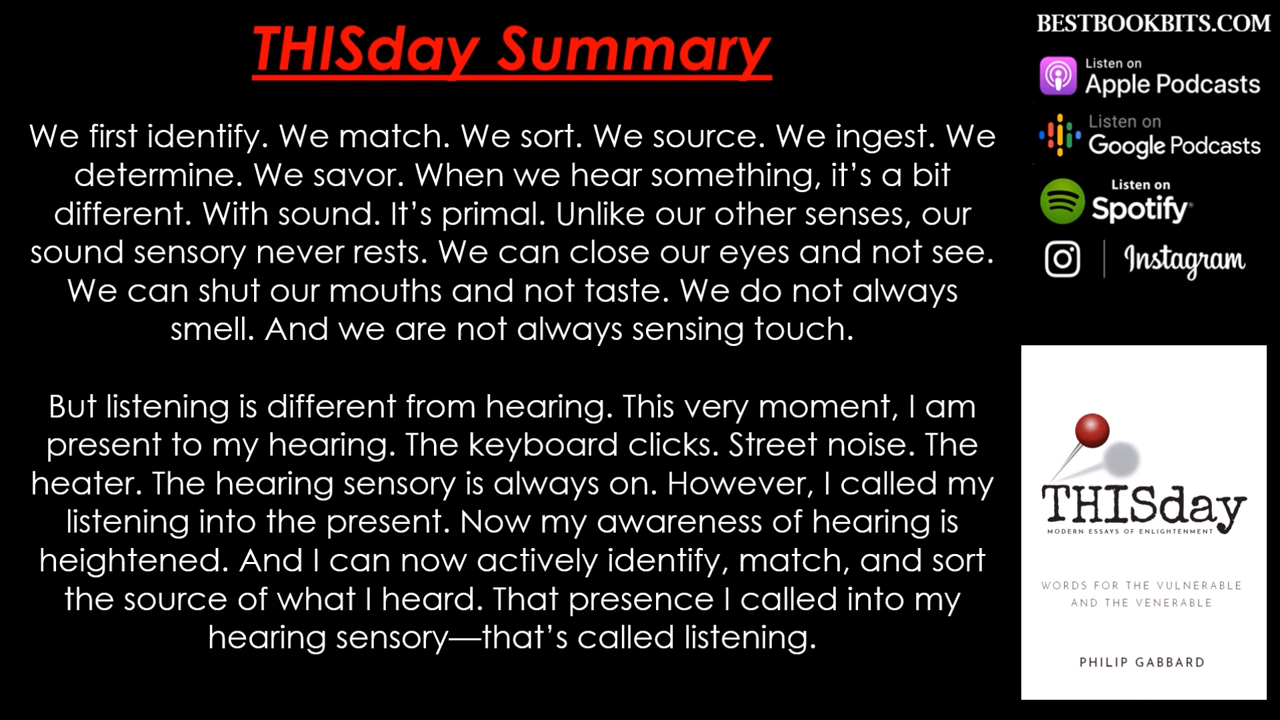 THISday Summary
We first identify. We match. We sort. We source. We ingest. We
determine. We savor. When we hear something, it’s a bit
different. With sound. It’s primal. Unlike our other senses, our
sound sensory never rests. We can close our eyes and not see.
We can shut our mouths and not taste. We do not always
smell. And we are not always sensing touch.
But listening is different from hearing. This very moment, I am
present to my hearing. The keyboard clicks. Street noise. The
heater. The hearing sensory is always on. However, I called my
listening into the present. Now my awareness of hearing is
heightened. And I can now actively identify, match, and sort
the source of what I heard. That presence I called into my
hearing sensory—that’s called listening.
BESTBOOKBITS.COM
Listen on
Apple Podcasts
Listen on
Google Podcasts
Listen on
Spotify
Instagram
THISday
MODERN ESSAYS OF ENLIGHTENMENT
WORDS FOR THE VULNERABLE
AND THE VENERABLE
PHILIP GABBARD